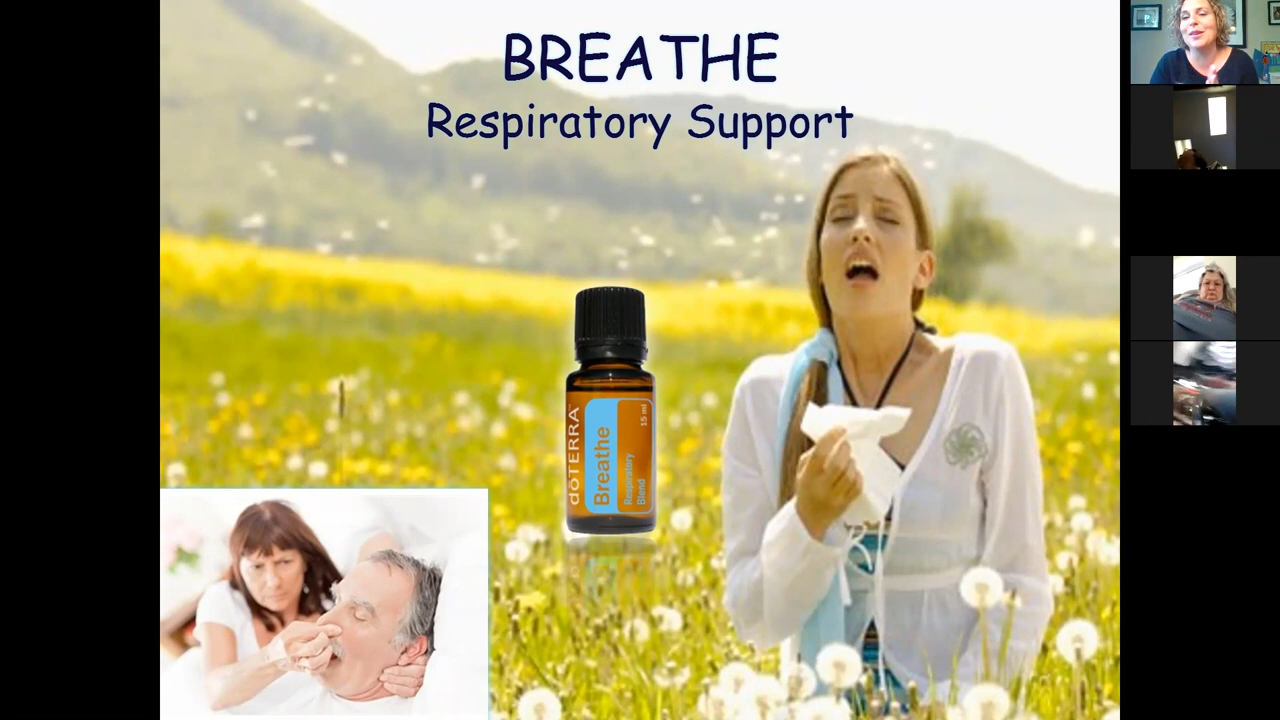 BREATHE
Respiratory Support
dōTERRA
Breathe
Respiratory
Blend
15 ml